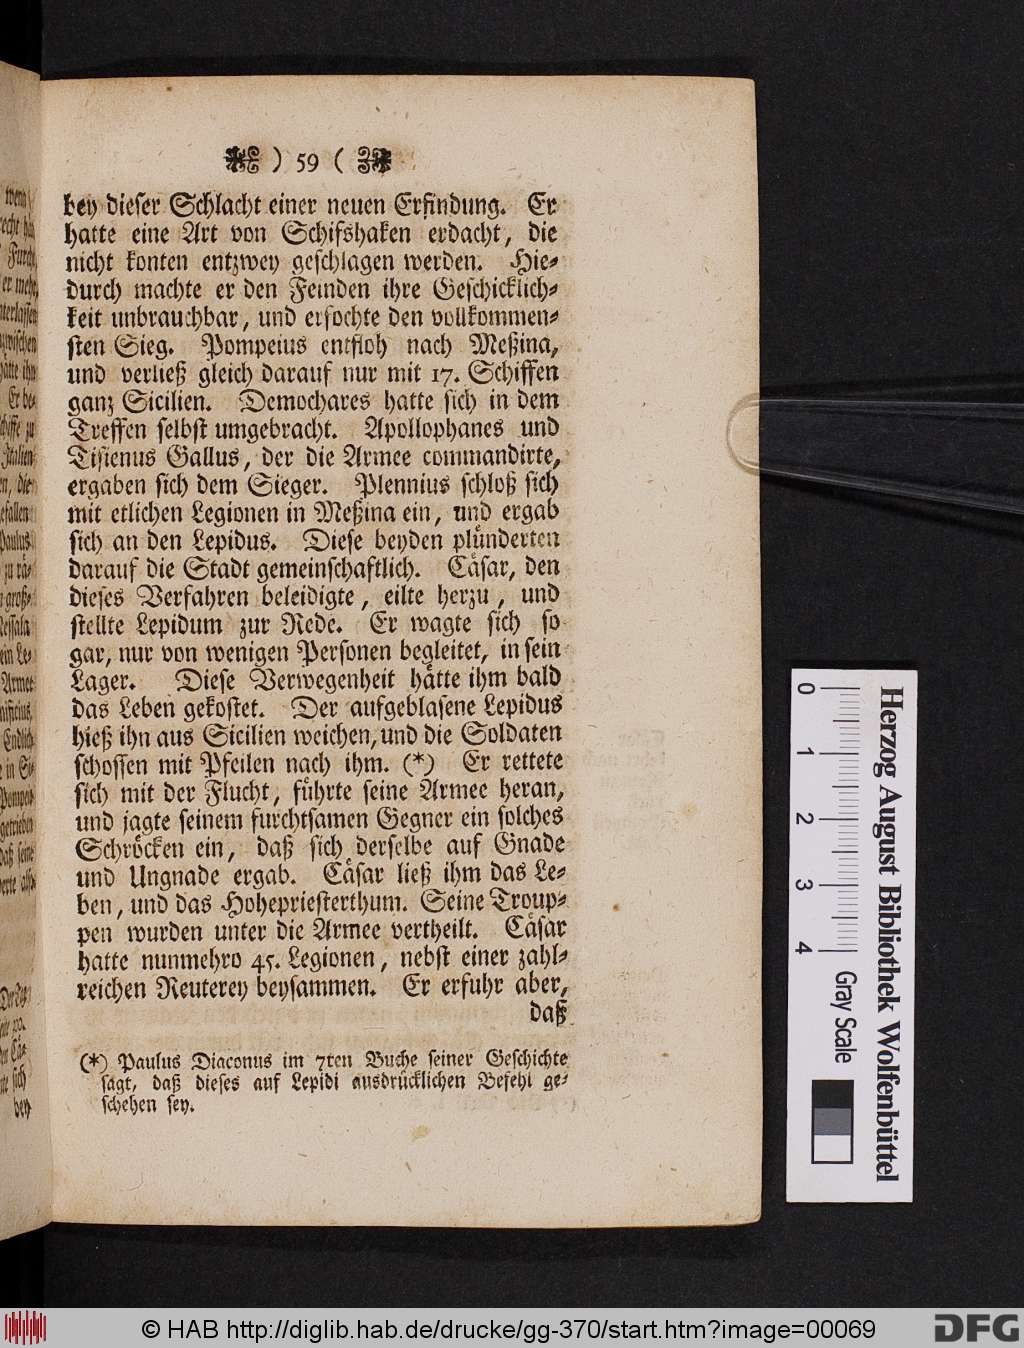 ) 59 (
bey dieser Schlacht einer neuen Erfindung. Er
hatte eine Art von Schifshaken erdacht, die
nicht konten entzwey geschlagen werden. Hie-
durch machte er den Feinden ihre Geschicklich-
keit unbrauchbar, und erfochte den vollkommen-
sten Sieg. Pompeius entfloh nach Meßina,
und verließ gleich darauf nur mit 17. Schiffen
ganz Sicilien. Demochares hatte sich in dem
Treffen selbst umgebracht. Apollophanes und
Tisienus Gallus, der die Armee commandirte,
ergaben sich dem Sieger. Plennius schloß sich
mit etlichen Legionen in Meßina ein, und ergab
sich an den Lepidus. Diese beyden plünderten
darauf die Stadt gemeinschaftlich. Cäsar, den
dieses Verfahren beleidigte, eilte herzu, und
stellte Lepidum zur Rede. Er wagte sich so
gar, nur von wenigen Personen begleitet, in sein
Lager. Diese Verwegenheit hätte ihm bald
das Leben gekostet. Der aufgeblasene Lepidus
hieß ihn aus Sicilien weichen, und die Soldaten
schossen mit Pfeilen nach ihm. (*) Er rettete
sich mit der Flucht, führte seine Armee heran,
und jagte seinem furchtsamen Gegner ein solches
Schröcken ein, daß sich derselbe auf Gnade
und Ungnade ergab. Cäsar ließ ihm das Le-
ben, und das Hohepriesterthum. Seine Troup-
pen wurden unter die Armee vertheilt. Cäsar
hatte nunmehro 45. Legionen, nebst einer zahl-
reichen Reuterey beysammen. Er erfuhr aber,
daß
(*) Paulus Diaconus im 7ten Buche seiner Geschichte
sagt, daß dieses auf Lepidi ausdrücklichen Befehl ge-
schehen sey.
Herzog August Bibliothek Wolfenbüttel
0 1 2 3 4 Gray Scale
© HAB http://diglib.hab.de/drucke/gg-370/start.htm?image=00069
DFG